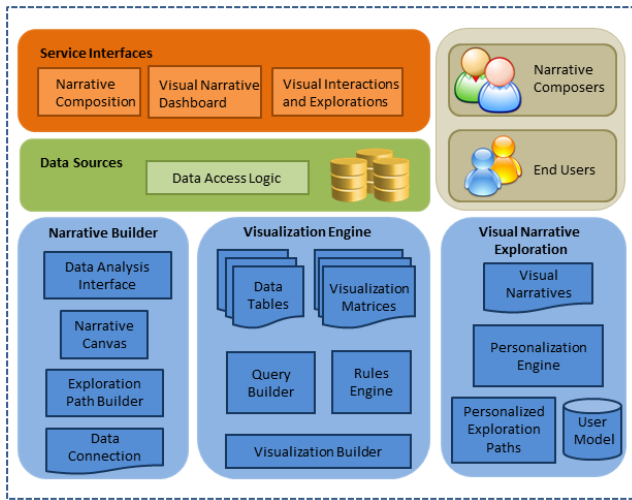 Service Interfaces
Narrative
Composition
Visual Narrative
Dashboard
Visual Interactions
and Explorations
Narrative
Composers
End Users
Data Sources
Data Access Logic
Narrative Builder
Data Analysis
Interface
Narrative
Canvas
Exploration
Path Builder
Data
Connection
Visualization Engine
Data
Tables
Visualization
Matrices
Query
Builder
Rules
Engine
Visualization Builder
Visual Narrative
Exploration
Visual
Narratives
Personalization
Engine
Personalized
Exploration
Paths
User
Model